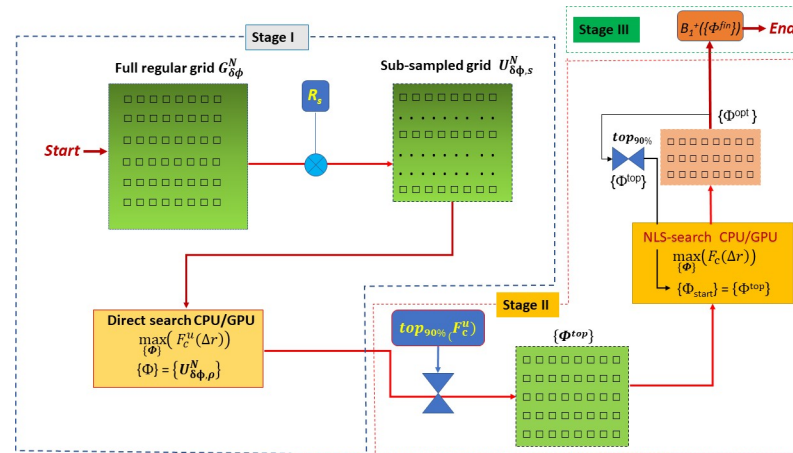 Stage I
Full regular grid G^N_δϕ
Sub-sampled grid U^N_δϕ,s
R_s
Start
Direct search CPU/GPU
max_{Φ}(F_c^u(Δr))
{Φ} = {U^N_δϕ,ρ}
Stage II
top_90%(F_c^u)
{Φ^top}
Stage III
B_1^+({Φ^fin})
End
{Φ^opt}
top_90%
{Φ^top}
NLS-search CPU/GPU
max_{Φ}(F_c(Δr))
{Φ_start} = {Φ^top}